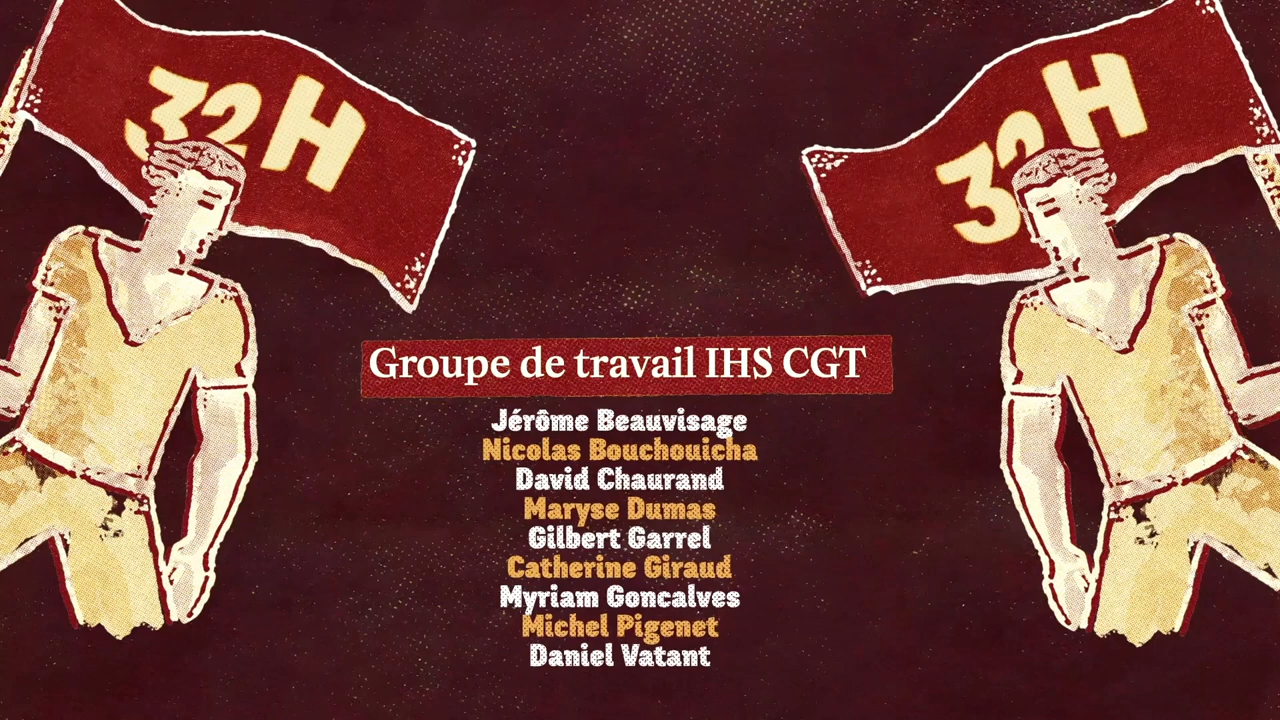 32H
32H
Groupe de travail IHS CGT
Jérôme Beauvisage
Nicolas Bouchouicha
David Chaurand
Maryse Dumas
Gilbert Garrel
Catherine Giraud
Myriam Goncalves
Michel Pigenet
Daniel Vatant